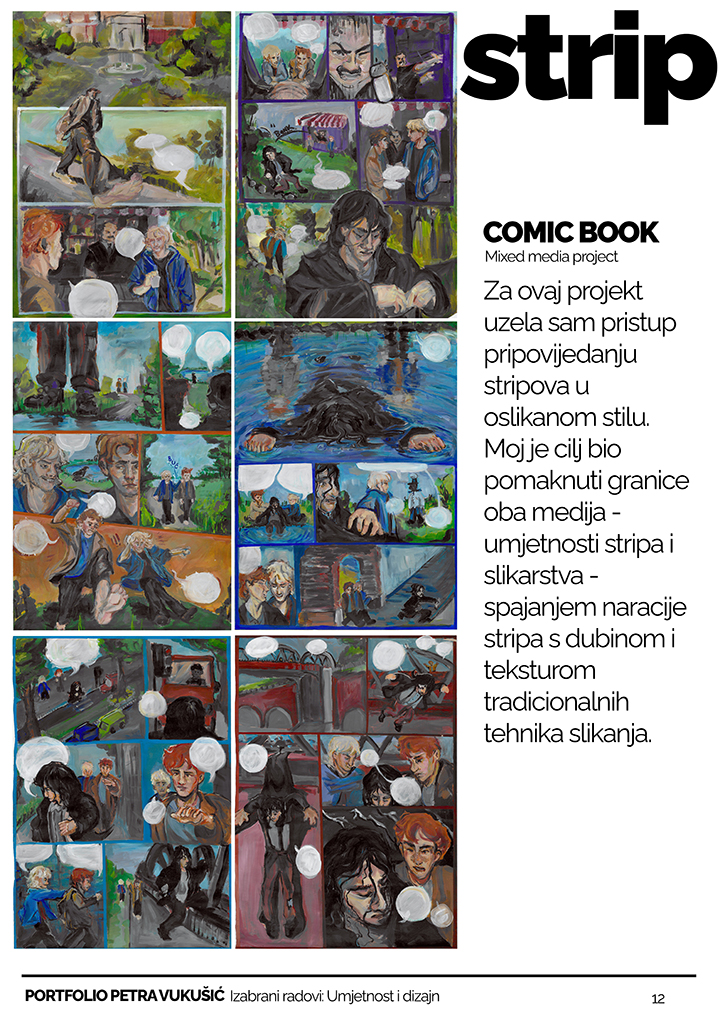 strip
COMIC BOOK
Mixed media project
Za ovaj projekt
uzela sam pristup
pripovijedanju
stripova u
oslikanom stilu.
Moj je cilj bio
pomaknuti granice
oba medija -
umjetnosti stripa i
slikarstva -
spajanjem naracije
stripa s dubinom i
teksturom
tradicionalnih
tehnika slikanja.
PORTFOLIO PETRA VUKUŠIĆ Izabrani radovi: Umjetnost i dizajn
12